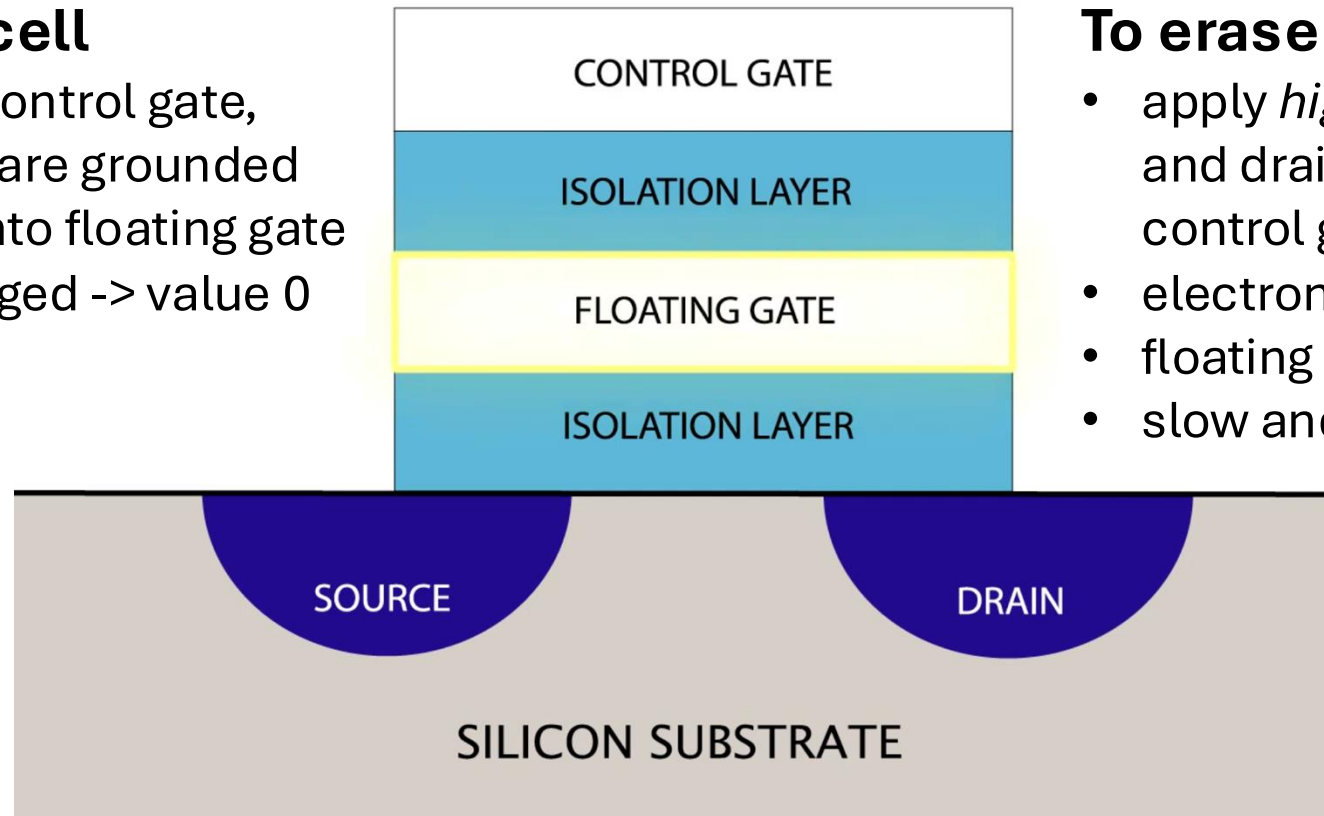 cell
ontrol gate,
are grounded
nto floating gate
ged -> value 0
CONTROL GATE
ISOLATION LAYER
FLOATING GATE
ISOLATION LAYER
SOURCE
DRAIN
SILICON SUBSTRATE
To erase
• apply hig
and drai
control g
• electron
• floating
• slow and